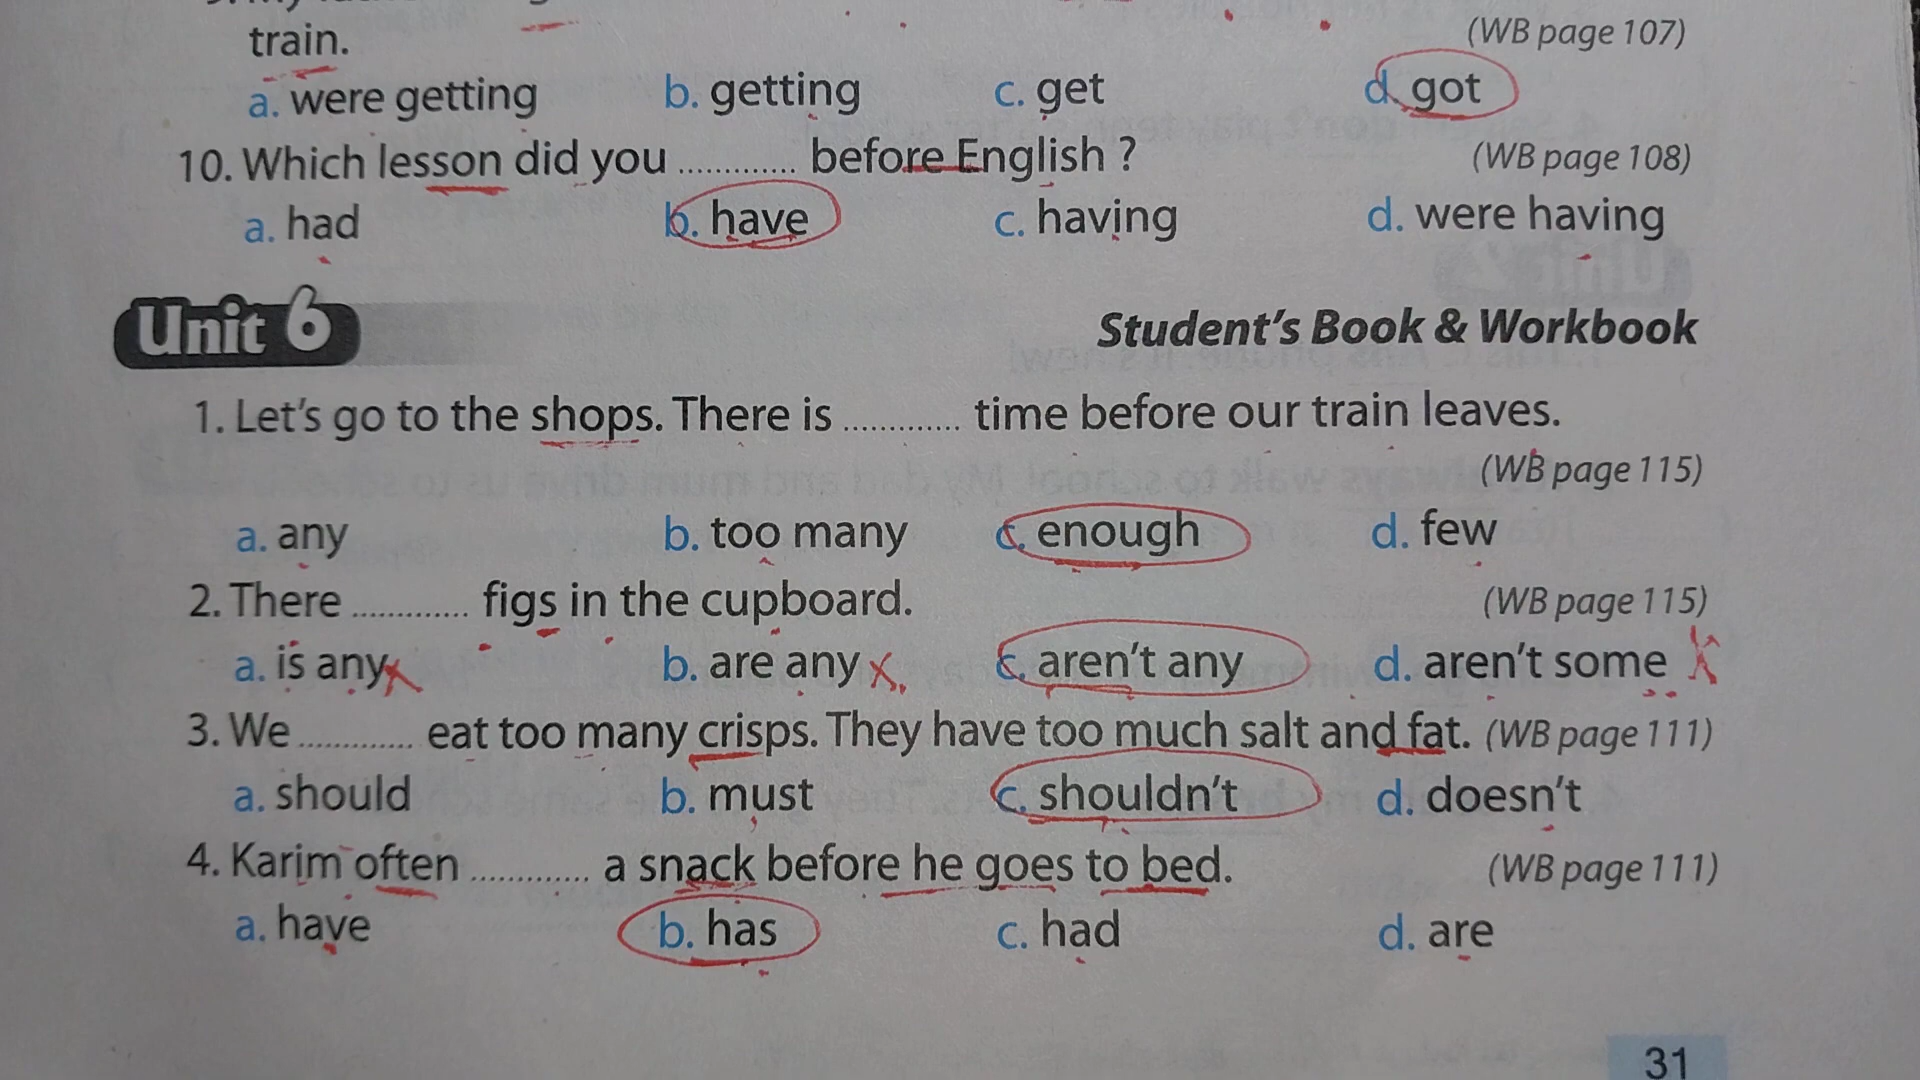 train. (WB page 107)
a. were getting b. getting c. get d. got
10. Which lesson did you ............ before English ? (WB page 108)
a. had b. have c. having d. were having
Unit 6 Student's Book & Workbook
1. Let's go to the shops. There is ............ time before our train leaves.
(WB page 115)
a. any b. too many c. enough d. few
2. There ............ figs in the cupboard. (WB page 115)
a. is any b. are any c. aren't any d. aren't some
3. We ............ eat too many crisps. They have too much salt and fat. (WB page 111)
a. should b. must c. shouldn't d. doesn't
4. Karim often ............ a snack before he goes to bed. (WB page 111)
a. have b. has c. had d. are
31